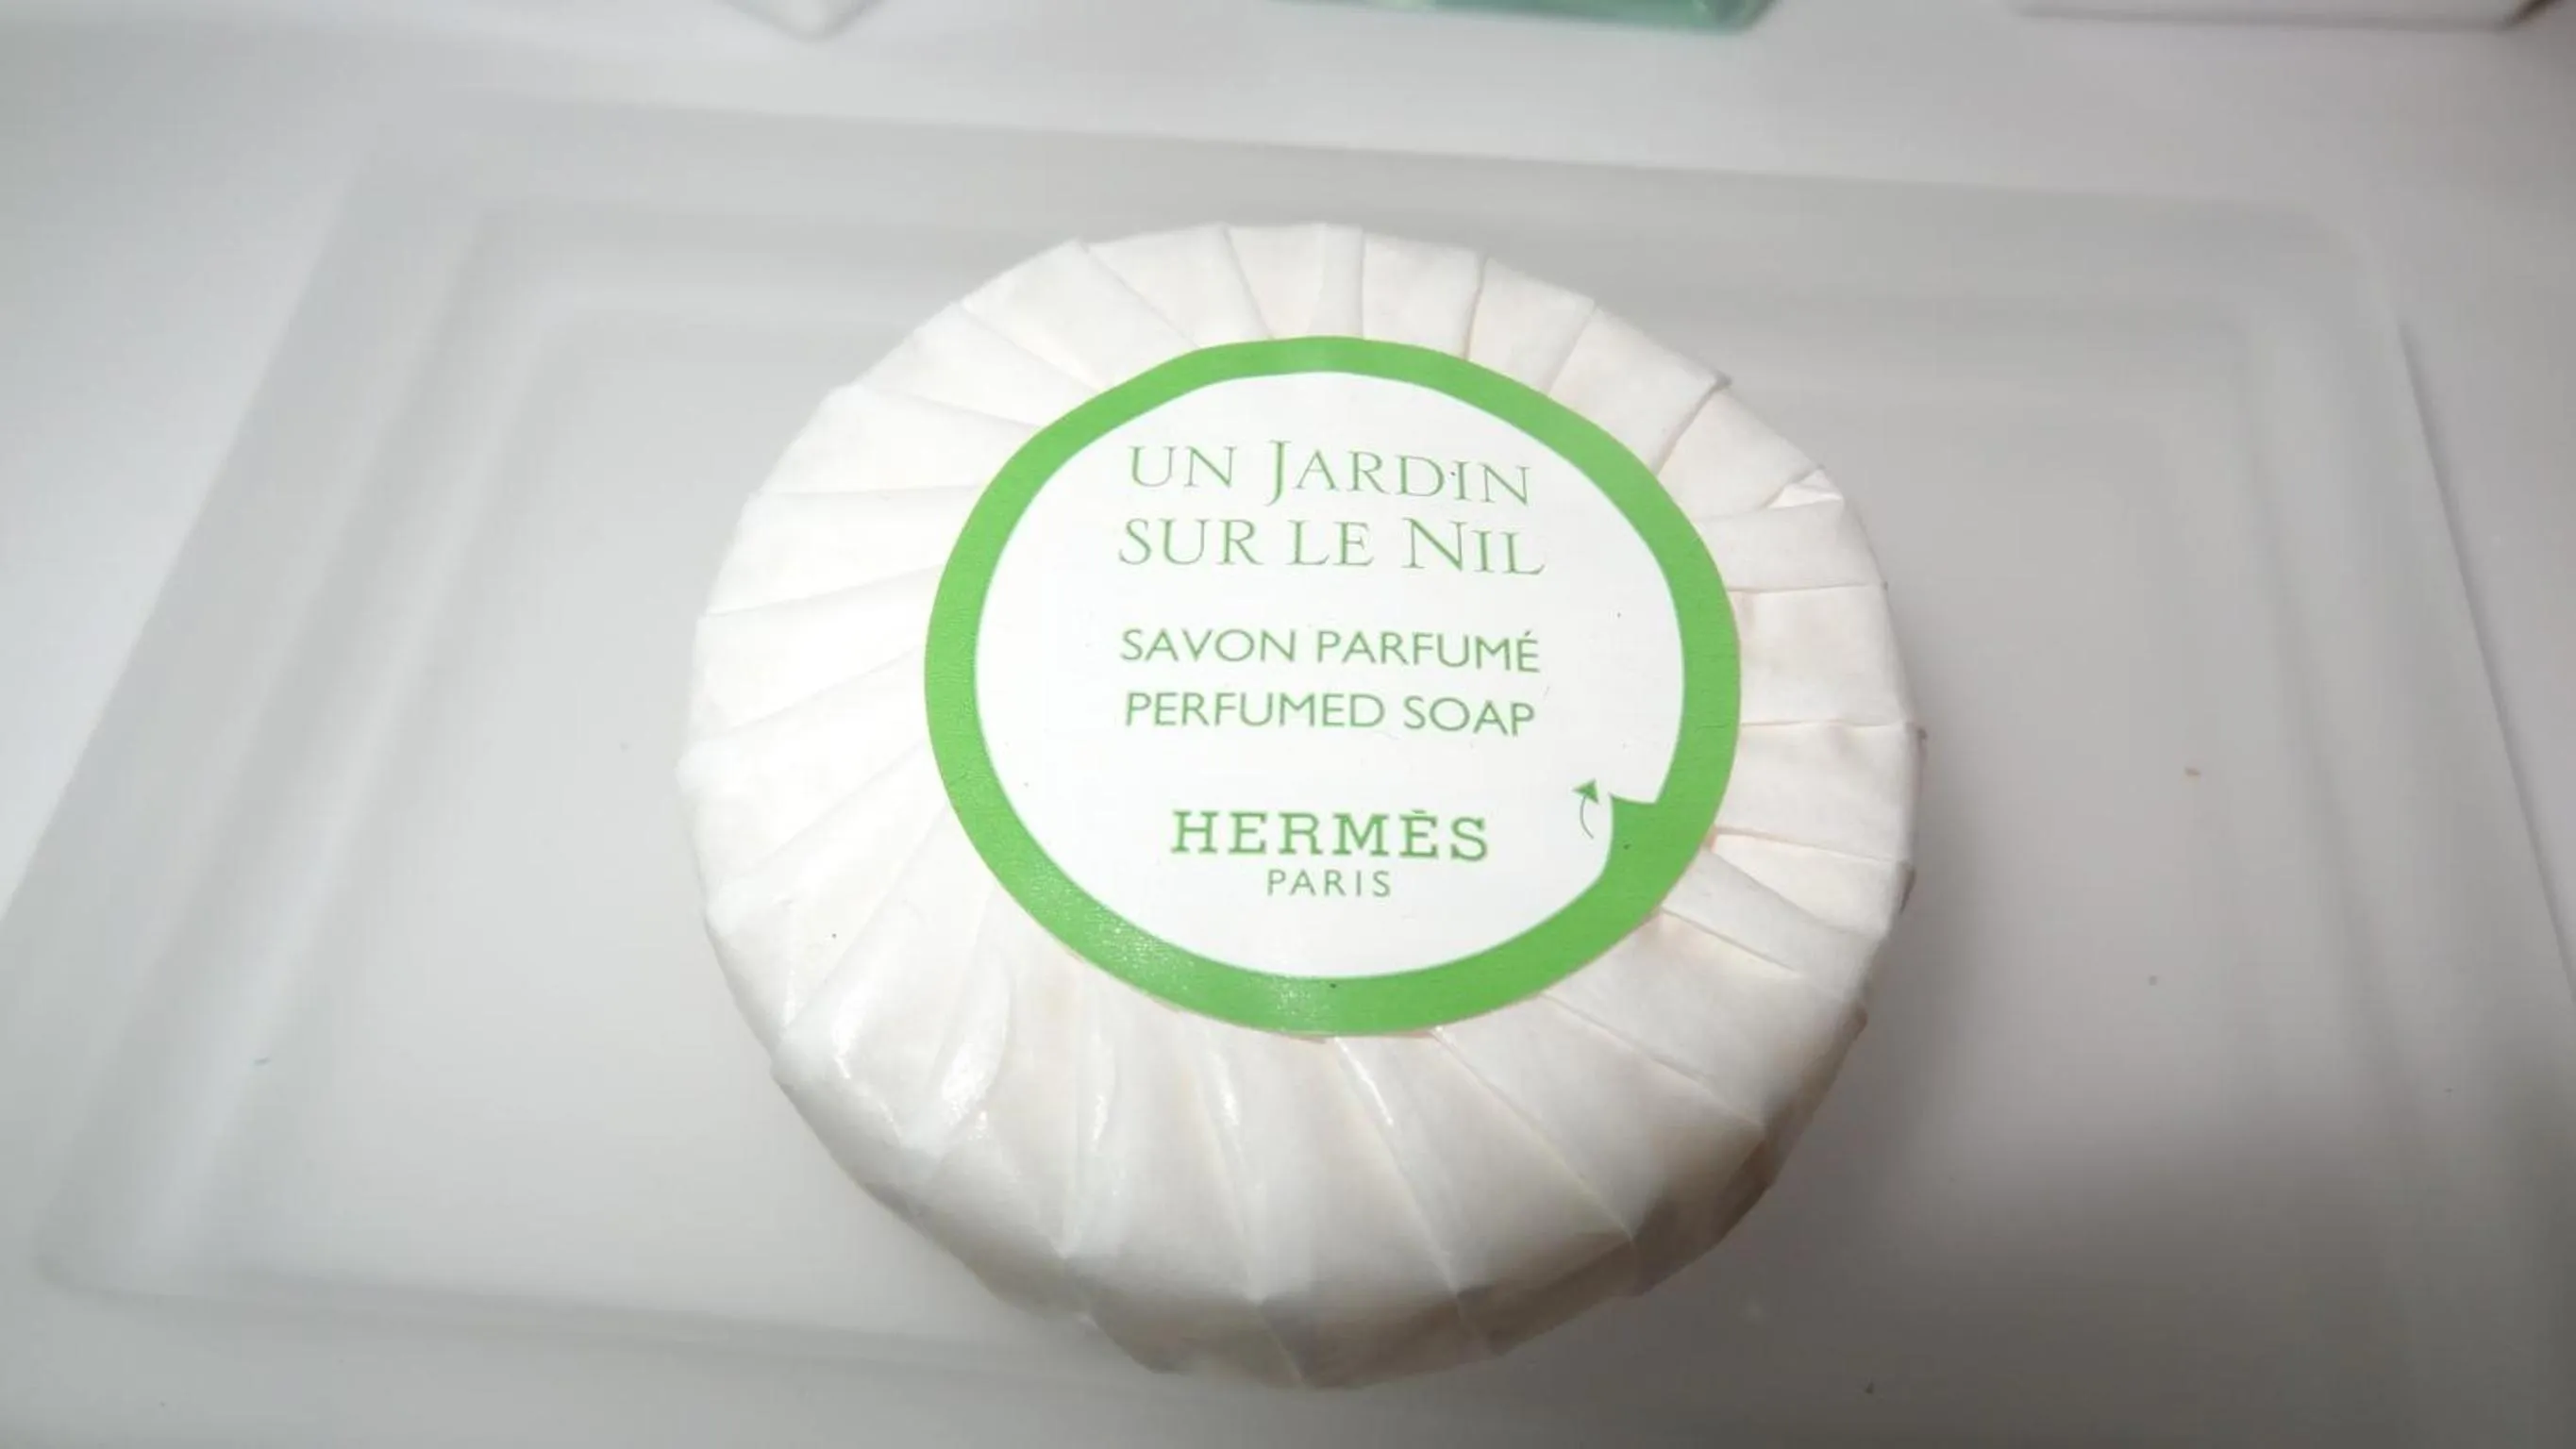 UN JARDIN
SUR LE NIL
SAVON PARFUMÉ
PERFUMED SOAP
HERMÈS
PARIS